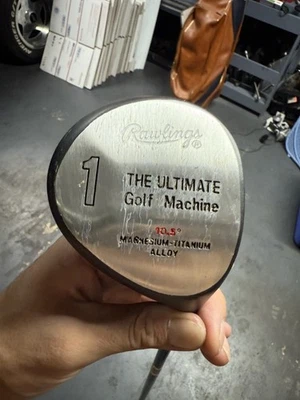 Rawlings ®
1
THE ULTIMATE
Golf Machine
10.5°
MAGNESIUM-TITANIUM
ALLOY